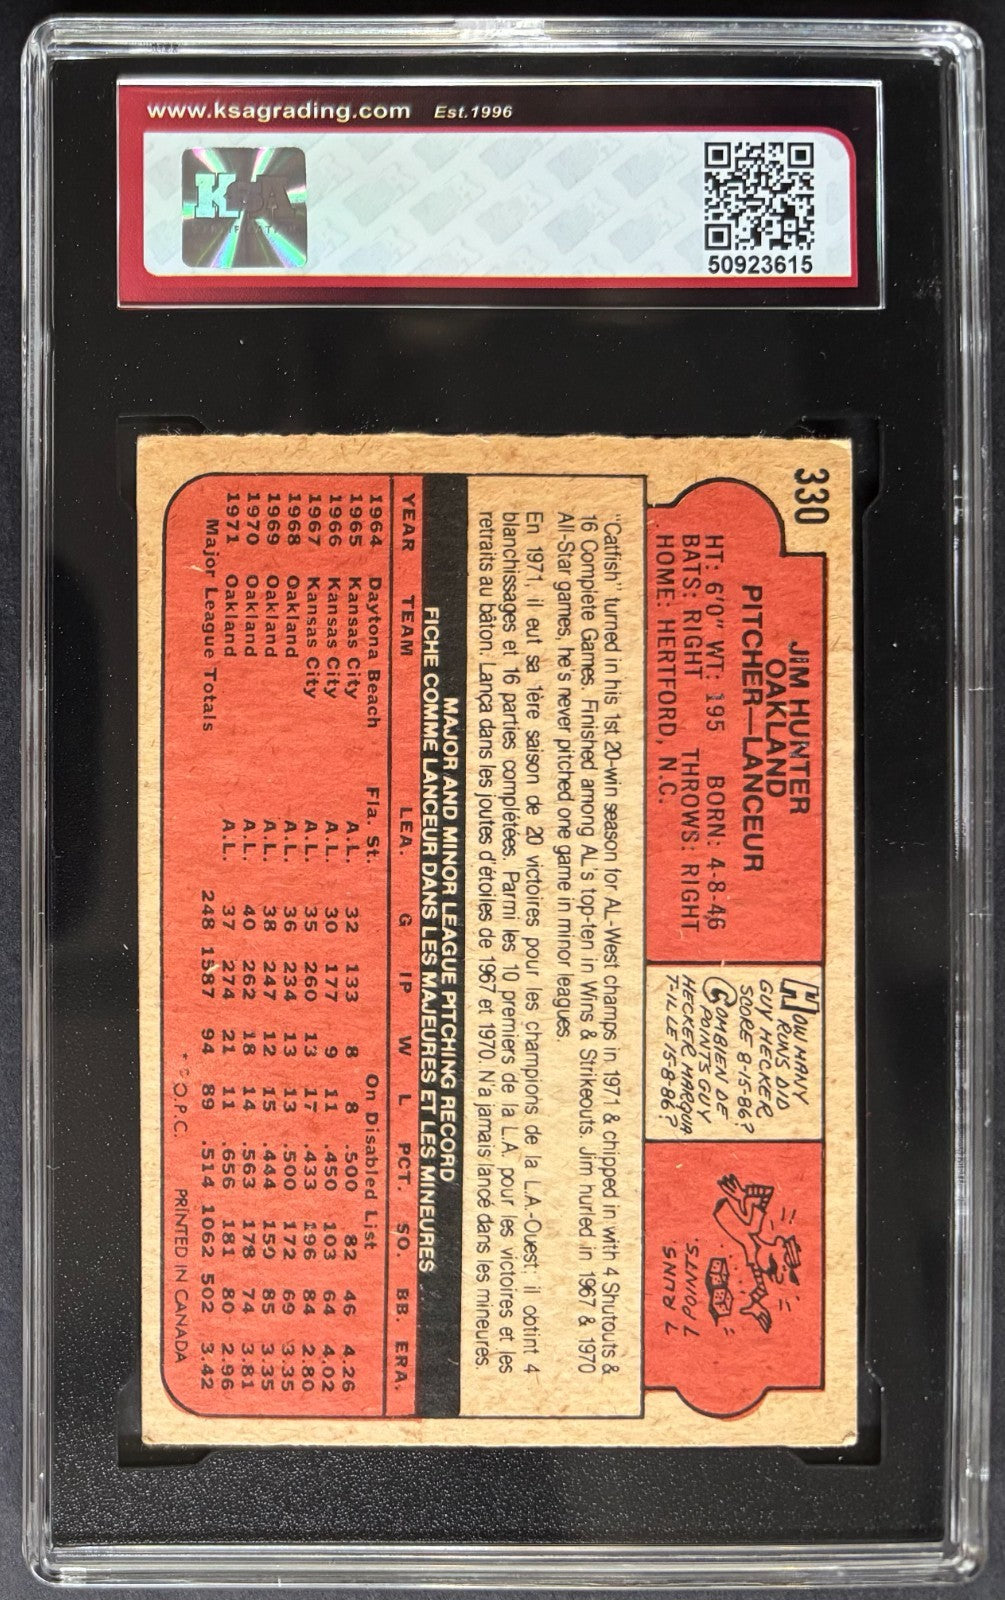 www.ksagrading.com Est.1996
KSA
50923615
330
JIM HUNTER
OAKLAND
PITCHER—LANCEUR
HT: 6'0" WT: 195 BORN: 4-8-46
BATS: RIGHT THROWS: RIGHT
HOME: HERTFORD, N.C.
HOW MANY
RUNS DID
GUY HECKER
SCORE 8-15-86?
COMBIEN DE
POINTS GUY
HECKER MARQUA
T-IL LE 15-8-86?
7 POINTS.
7 RUNS.
"Catfish" turned in his 1st 20-win season for AL-West champs in 1971 & chipped in with 4 Shutouts &
16 Complete Games. Finished among AL's top-ten in Wins & Strikeouts. Jim hurled in 1967 & 1970
All-Star games, he's never pitched one game in minor leagues.
En 1971, il eut sa 1ère saison de 20 victoires pour les champions de la L.A.-Ouest; il obtint 4
blanchissages et 16 parties complétées. Parmi les 10 premiers de la L.A. pour les victoires et les
retraits au bâton. Lança dans les joutes d'étoiles de 1967 et 1970. N'a jamais lancé dans les mineures.
MAJOR AND MINOR LEAGUE PITCHING RECORD
FICHE COMME LANCEUR DANS LES MAJEURES ET LES MINEURES
YEAR TEAM LEA. G IP W L PCT. SO. BB. ERA.
1964 Daytona Beach Fla. St. On Disabled List
1965 Kansas City A.L. 32 133 8 8 .500 82 46 4.26
1966 Kansas City A.L. 30 177 9 11 .450 103 64 4.02
1967 Kansas City A.L. 35 260 13 17 .433 196 84 2.80
1968 Oakland A.L. 36 234 13 13 .500 172 69 3.35
1969 Oakland A.L. 38 247 12 15 .444 150 85 3.35
1970 Oakland A.L. 40 262 18 14 .563 178 74 3.81
1971 Oakland A.L. 37 274 21 11 .656 181 80 2.96
Major League Totals 248 1587 94 89 .514 1062 502 3.42
O.P.C. PRINTED IN CANADA